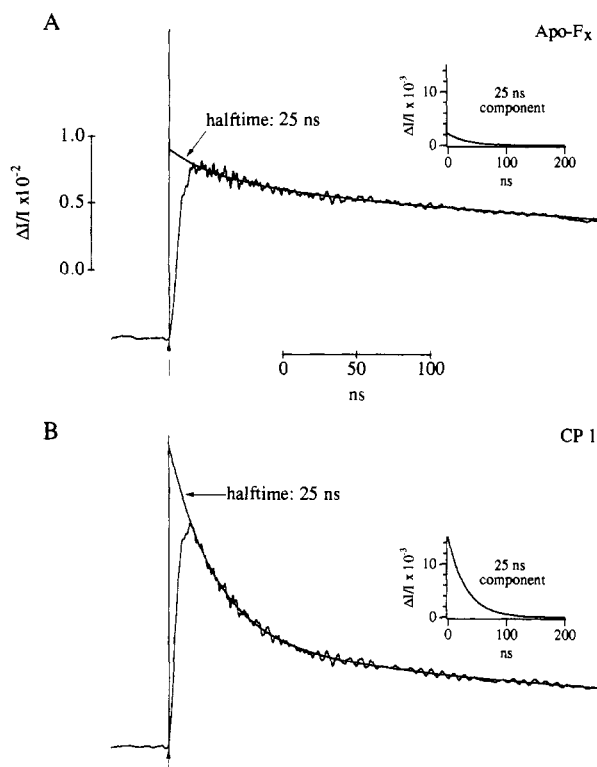 A
Apo-Fx
halftime: 25 ns
ΔI/I x10⁻²
1.0
0.5
0.0
ΔI/I x 10⁻³
10
0
25 ns
component
0 100 200
ns
0 50 100
ns
B
CP 1
halftime: 25 ns
ΔI/I x 10⁻³
10
0
25 ns
component
0 100 200
ns